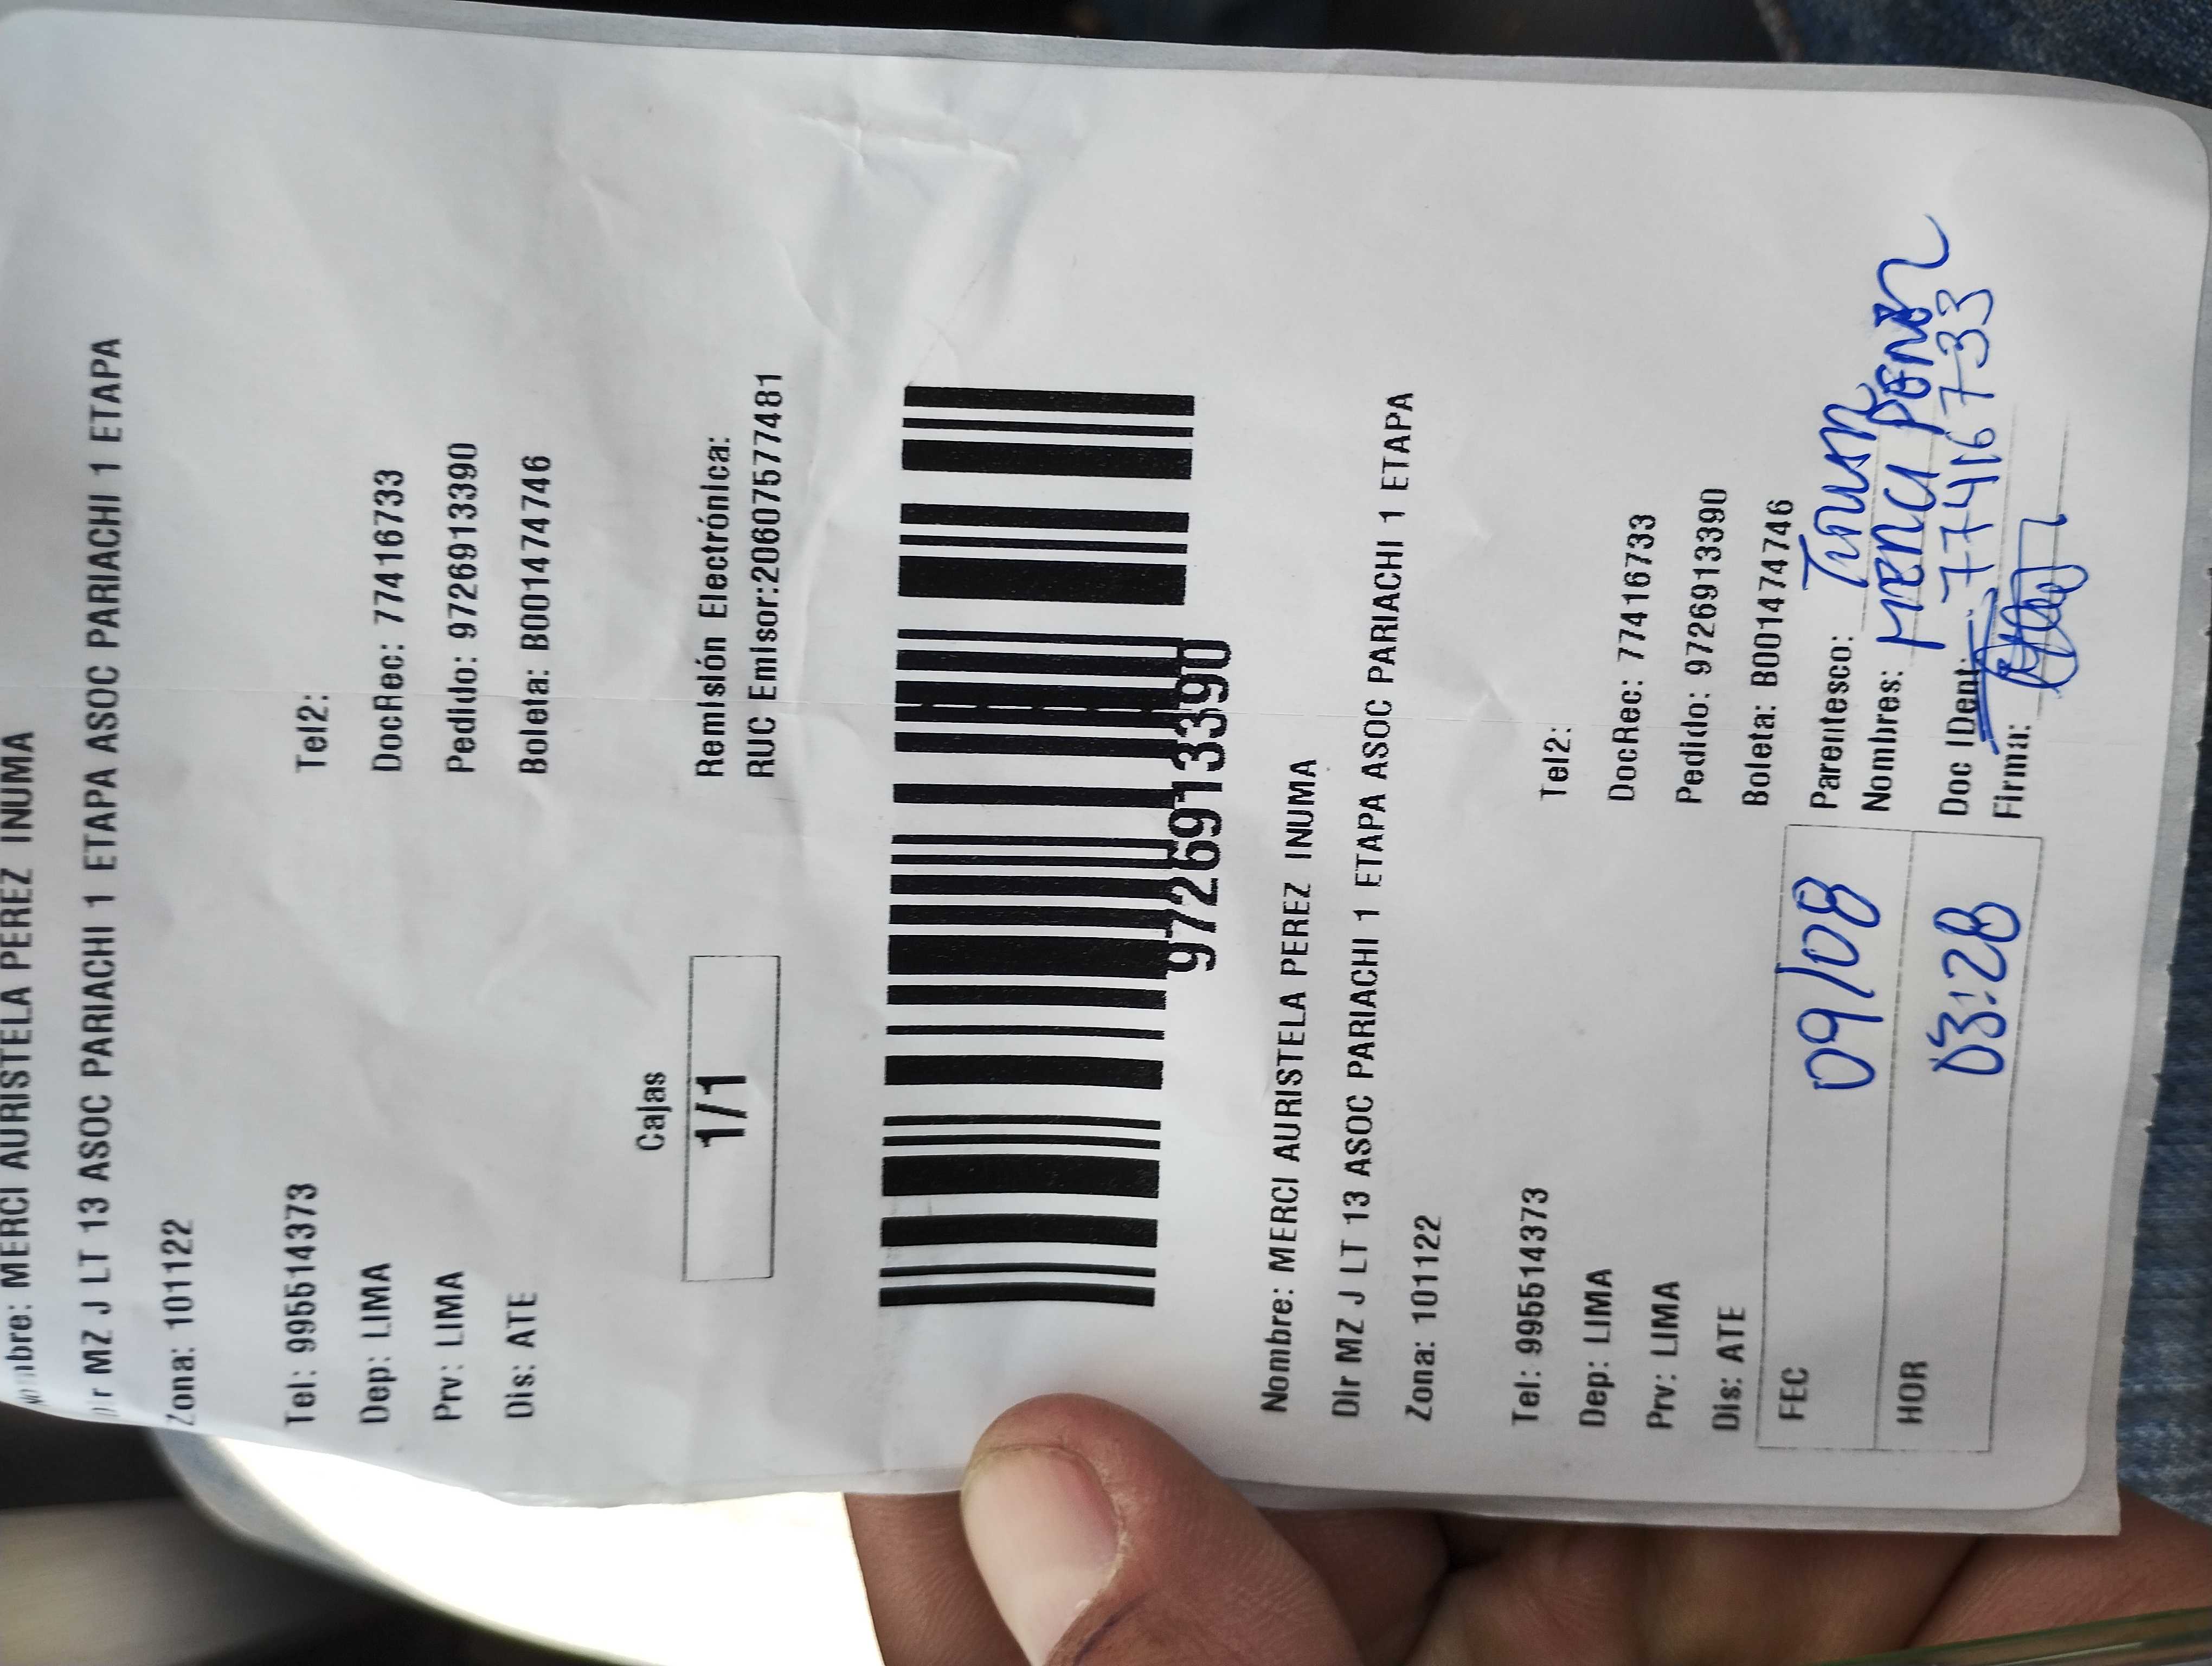 Nombre: MERCI AURISTELA PEREZ INUMA
Dir MZ J LT 13 ASOC PARIACHI 1 ETAPA ASOC PARIACHI 1 ETAPA
Zona: 101122
Tel: 995514373 Tel2:
Dep: LIMA DocRec: 77416733
Prv: LIMA Pedido: 9726913390
Dis: ATE Boleta: B001474746
Cajas
1/1
Remisión Electrónica:
RUC Emisor:20607577481
9726913390
Nombre: MERCI AURISTELA PEREZ INUMA
Dir MZ J LT 13 ASOC PARIACHI 1 ETAPA ASOC PARIACHI 1 ETAPA
Zona: 101122
Tel: 995514373 Tel2:
Dep: LIMA DocRec: 77416733
Prv: LIMA Pedido: 9726913390
Dis: ATE Boleta: B001474746
FEC 09/08
HOR 03:28
Parentesco:
Nombres:
Doc IDent: 77416733
Firma: